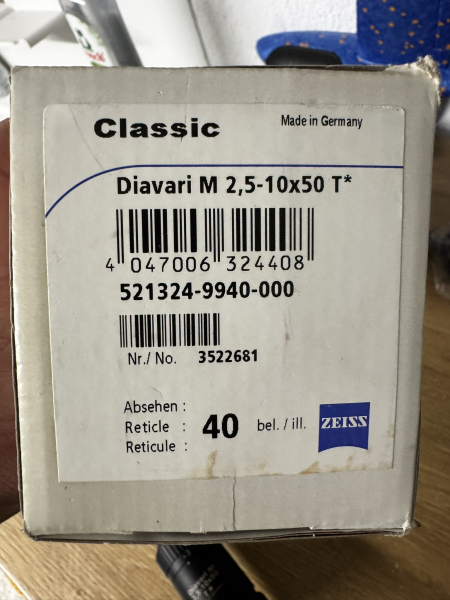 Classic
Made in Germany
Diavari M 2,5-10x50 T*
4 047006 324408
521324-9940-000
Nr./ No. 3522681
Absehen :
Reticle : 40 bel. / ill.
Reticule :
ZEISS